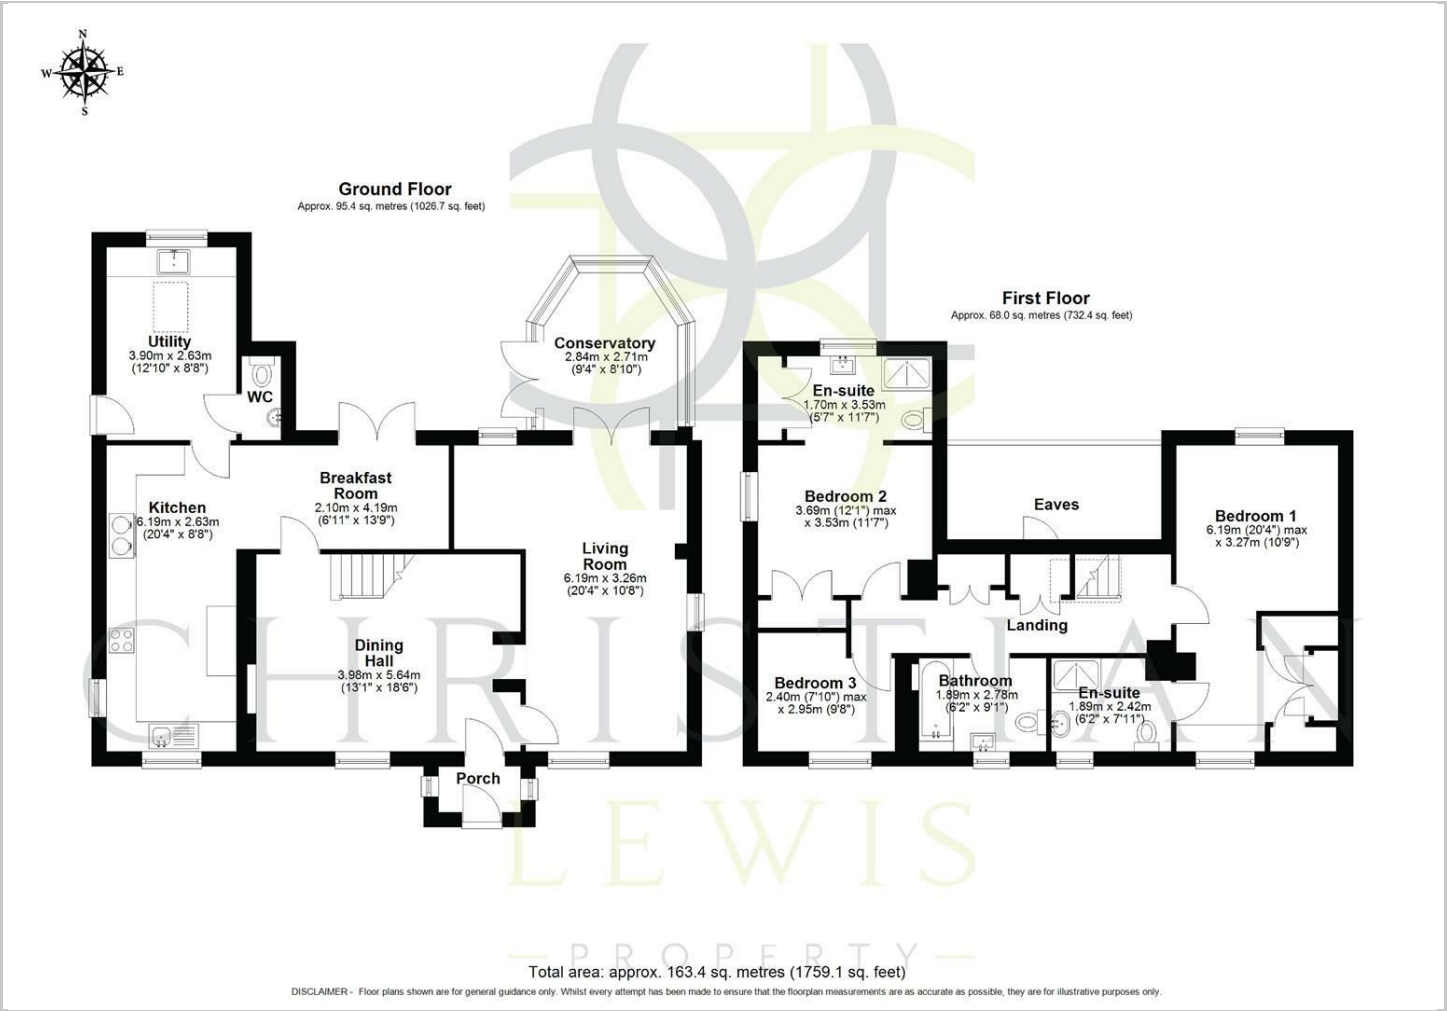 N
W E
S
Ground Floor
Approx. 95.4 sq. metres (1026.7 sq. feet)
Utility
3.90m x 2.63m
(12'10" x 8'8")
WC
Conservatory
2.84m x 2.71m
(9'4" x 8'10")
Kitchen
6.19m x 2.63m
(20'4" x 8'8")
Breakfast
Room
2.10m x 4.19m
(6'11" x 13'9")
Living
Room
6.19m x 3.26m
(20'4" x 10'8")
Dining
Hall
3.98m x 5.64m
(13'1" x 18'6")
Porch
First Floor
Approx. 68.0 sq. metres (732.4 sq. feet)
En-suite
1.70m x 3.53m
(5'7" x 11'7")
Bedroom 2
3.69m (12'1") max
x 3.53m (11'7")
Eaves
Bedroom 1
6.19m (20'4") max
x 3.27m (10'9")
Landing
Bedroom 3
2.40m (7'10") max
x 2.95m (9'8")
Bathroom
1.89m x 2.78m
(6'2" x 9'1")
En-suite
1.89m x 2.42m
(6'2" x 7'11")
CHRISTIAN
LEWIS
PROPERTY
Total area: approx. 163.4 sq. metres (1759.1 sq. feet)
DISCLAIMER - Floor plans shown are for general guidance only. Whilst every attempt has been made to ensure that the floorplan measurements are as accurate as possible, they are for illustrative purposes only.